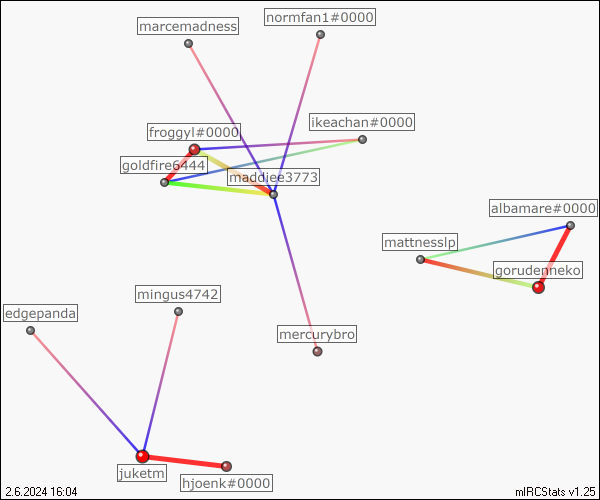 normfan1#0000
marcemadness
ikeachan#0000
froggyl#0000
goldfire6444
maddiee3773
albamare#0000
mattnesslp
gorudenneko
mingus4742
edgepanda
mercurybro
juketm
hjoenk#0000
2.6.2024 16:04
mIRCStats v1.25